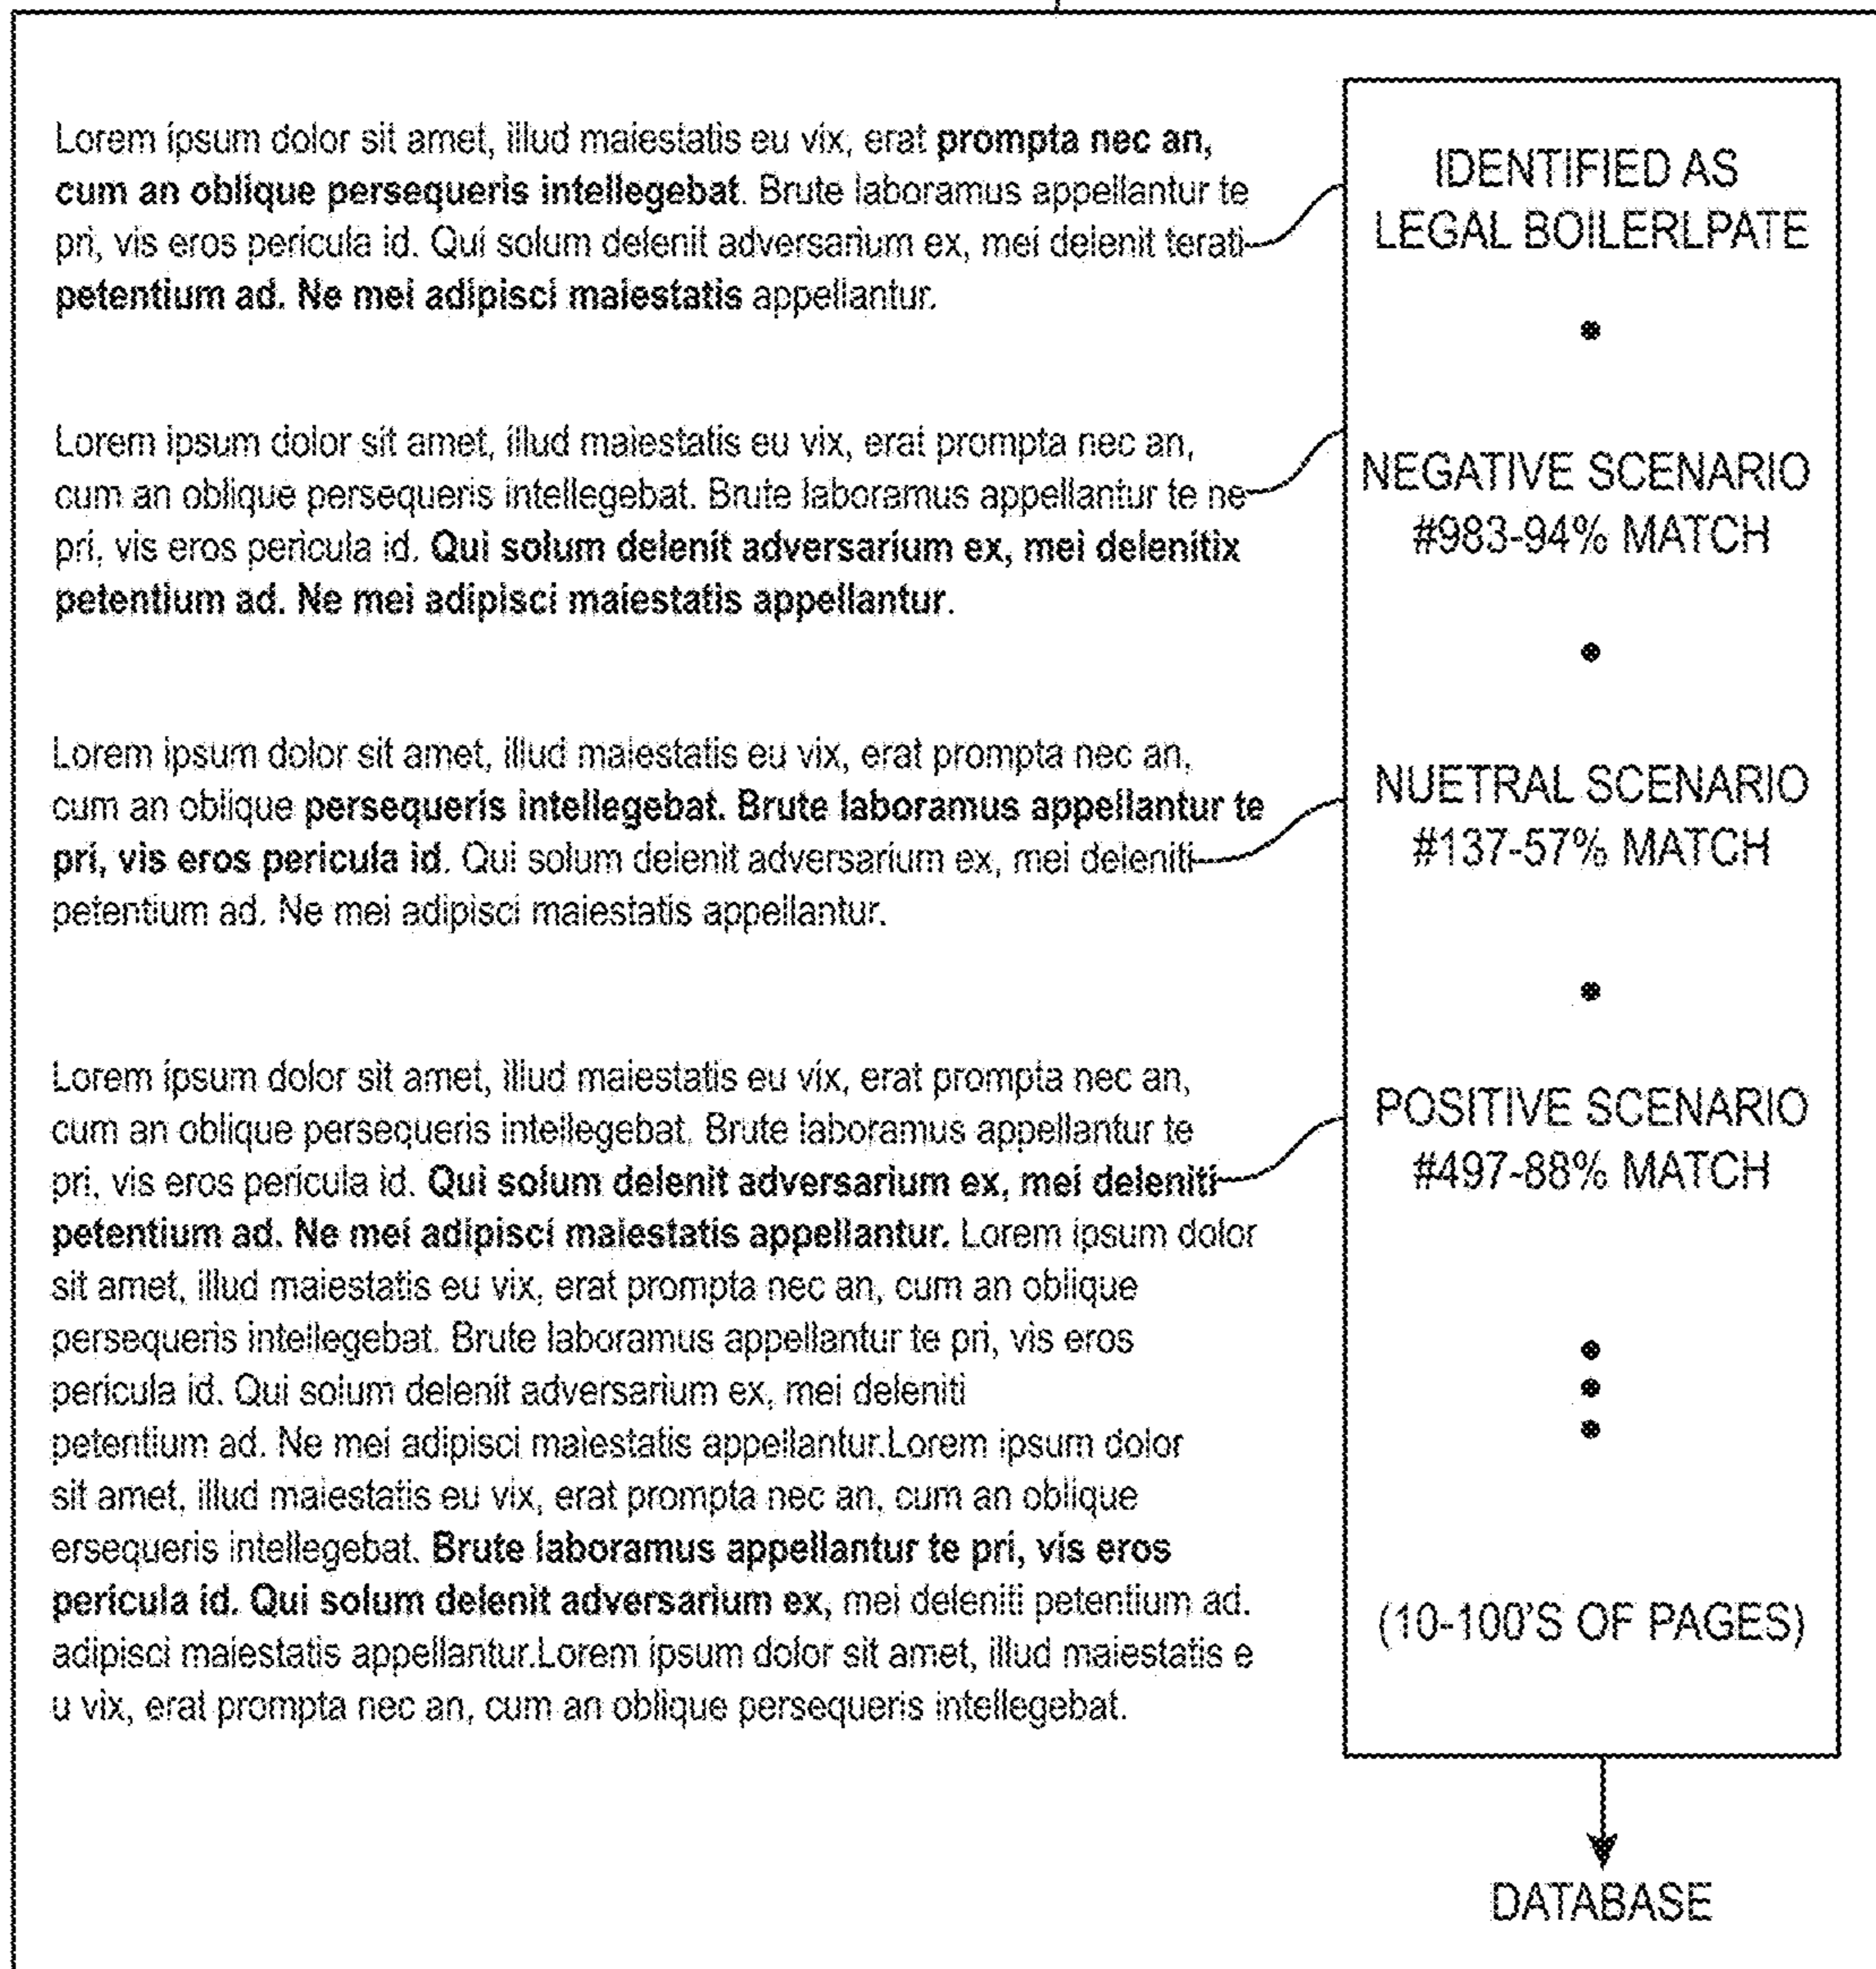 Lorem ipsum dolor sit amet, illud maiestatis eu vix, erat prompta nec an,
cum an oblique persequeris intellegebat. Brute laboramus appellantur te
pri, vis eros pericula id. Qui solum delenit adversarium ex, mei delenit terati
petentium ad. Ne mei adipisci maiestatis appellantur.
IDENTIFIED AS
LEGAL BOILERLPATE
Lorem ipsum dolor sit amet, illud maiestatis eu vix, erat prompta nec an,
cum an oblique persequeris intellegebat. Brute laboramus appellantur te ne
pri, vis eros pericula id. Qui solum delenit adversarium ex, mei delenitix
petentium ad. Ne mei adipisci maiestatis appellantur.
NEGATIVE SCENARIO
#983-94% MATCH
Lorem ipsum dolor sit amet, illud maiestatis eu vix, erat prompta nec an,
cum an oblique persequeris intellegebat. Brute laboramus appellantur te
pri, vis eros pericula id. Qui solum delenit adversarium ex, mei deleniti
petentium ad. Ne mei adipisci maiestatis appellantur.
NUETRAL SCENARIO
#137-57% MATCH
Lorem ipsum dolor sit amet, illud maiestatis eu vix, erat prompta nec an,
cum an oblique persequeris intellegebat. Brute laboramus appellantur te
pri, vis eros pericula id. Qui solum delenit adversarium ex, mei deleniti
petentium ad. Ne mei adipisci maiestatis appellantur. Lorem ipsum dolor
sit amet, illud maiestatis eu vix, erat prompta nec an, cum an oblique
persequeris intellegebat. Brute laboramus appellantur te pri, vis eros
pericula id. Qui solum delenit adversarium ex, mei deleniti
petentium ad. Ne mei adipisci maiestatis appellantur.Lorem ipsum dolor
sit amet, illud maiestatis eu vix, erat prompta nec an, cum an oblique
ersequeris intellegebat. Brute laboramus appellantur te pri, vis eros
pericula id. Qui solum delenit adversarium ex, mei deleniti petentium ad.
adipisci maiestatis appellantur.Lorem ipsum dolor sit amet, illud maiestatis e
u vix, erat prompta nec an, cum an oblique persequeris intellegebat.
POSITIVE SCENARIO
#497-88% MATCH
(10-100'S OF PAGES)
DATABASE